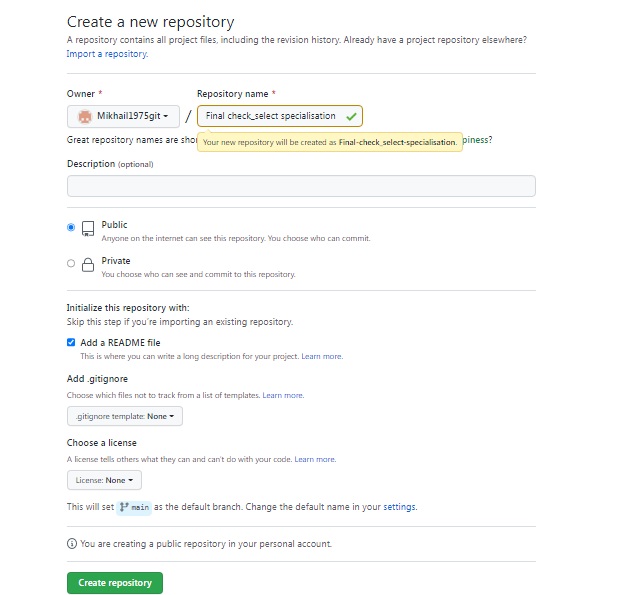 Create a new repository
A repository contains all project files, including the revision history. Already have a project repository elsewhere?
Import a repository.
Owner *
Repository name *
Mikhail1975git
/
Final check_select specialisation
Great repository names are
Your new repository will be created as Final-check_select-specialisation.
Description (optional)
Public
Anyone on the internet can see this repository. You choose who can commit.
Private
You choose who can see and commit to this repository.
Initialize this repository with:
Skip this step if you're importing an existing repository.
Add a README file
This is where you can write a long description for your project. Learn more.
Add .gitignore
Choose which files not to track from a list of templates. Learn more.
.gitignore template: None
Choose a license
A license tells others what they can and can't do with your code. Learn more.
License: None
This will set main as the default branch. Change the default name in your settings.
You are creating a public repository in your personal account.
Create repository